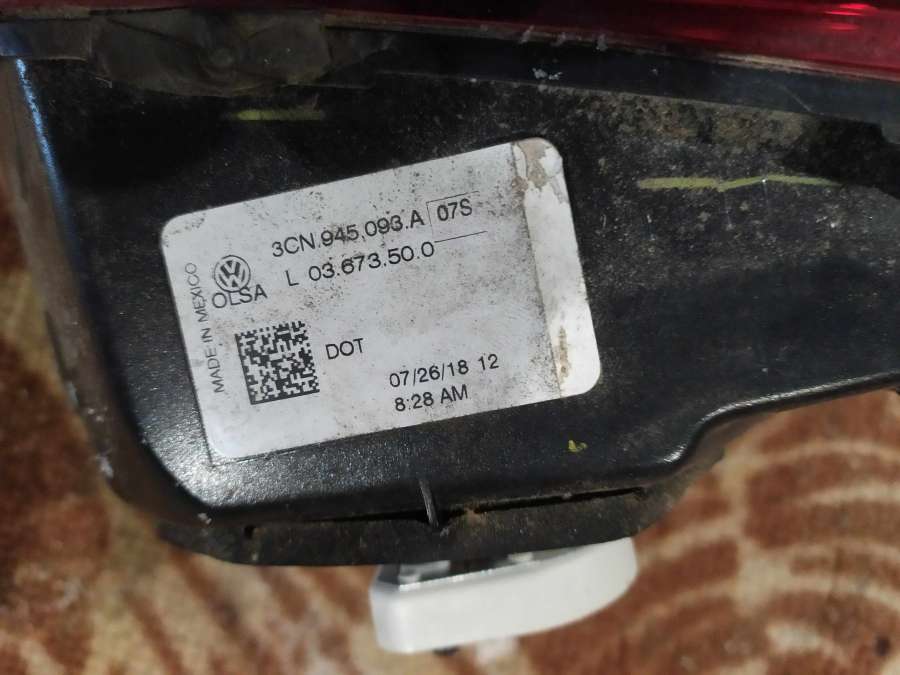 3CN.945.093.A 07S
OLSA L 03.673.50.0
MADE IN MEXICO
DOT
07/26/18 12
8:28 AM